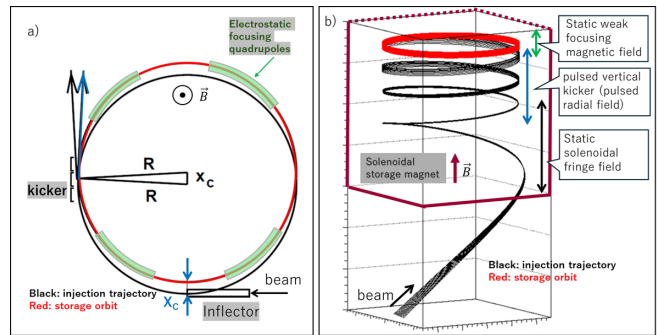 a)
Electrostatic
focusing
quadrupoles
B
R
R
x_c
kicker
beam
Black: injection trajectory
Red: storage orbit
X_c
Inflector
b)
Static weak
focusing
magnetic field
pulsed vertical
kicker (pulsed
radial field)
Static
solenoidal
fringe field
Solenoidal
storage magnet
B
beam
Black: injection trajectory
Red: storage orbit